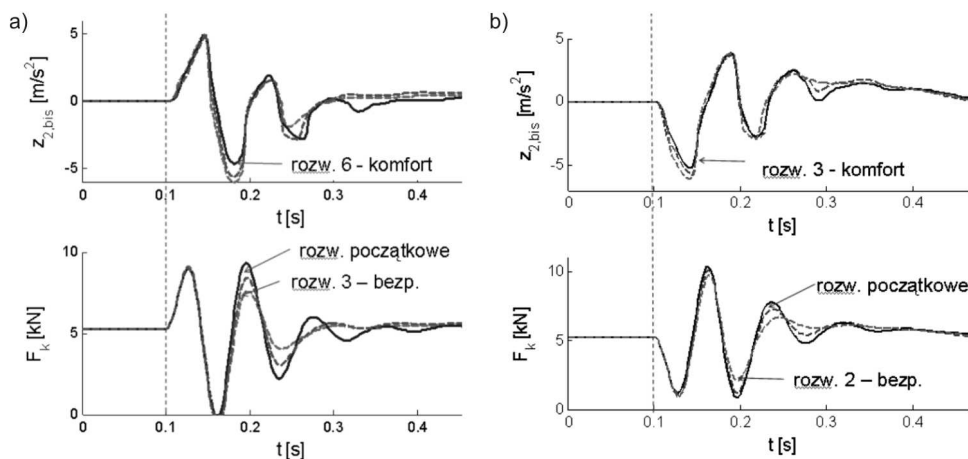 a)
z2,bis [m/s²]
5
0
-5
rozw. 6 - komfort
0 0.1 0.2 0.3 0.4
t [s]
F_k [kN]
10
5
0
rozw. początkowe
rozw. 3 – bezp.
0 0.1 0.2 0.3 0.4
t [s]
b)
z2,bis [m/s²]
5
0
-5
rozw. 3 - komfort
0 0.1 0.2 0.3 0.4
t [s]
F_k [kN]
10
5
0
rozw. początkowe
rozw. 2 – bezp.
0 0.1 0.2 0.3 0.4
t [s]